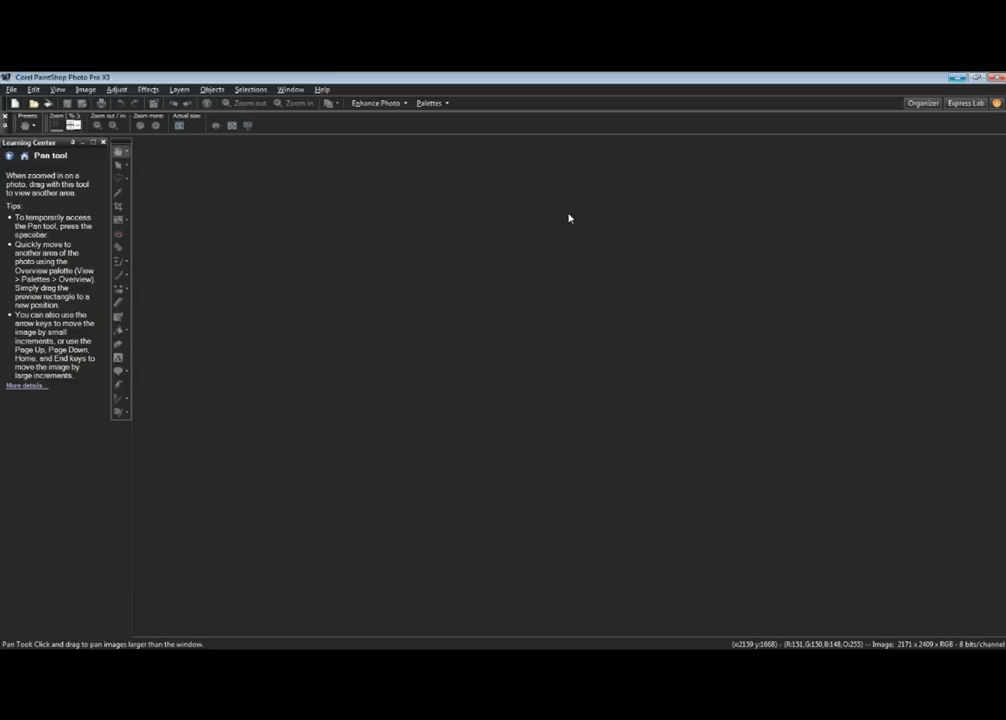 Corel PaintShop Photo Pro X3
File Edit View Image Adjust Effects Layers Objects Selections Window Help
Zoom out Zoom in Enhance Photo Palettes Organizer Express Lab
Presets: Zoom (%): Zoom out / in: Zoom more: Actual size:
Learning Center
Pan tool
When zoomed in on a
photo, drag with this tool
to view another area.
Tips:
• To temporarily access
the Pan tool, press the
spacebar.
• Quickly move to
another area of the
photo using the
Overview palette (View
> Palettes > Overview).
Simply drag the
preview rectangle to a
new position.
• You can also use the
arrow keys to move the
image by small
increments, or use the
Page Up, Page Down,
Home, and End keys to
move the image by
large increments.
More details...
Pan Tool: Click and drag to pan images larger than the window.
(x:2159 y:1668) - (R:151,G:150,B:148,O:255) -- Image: 2171 x 2409 x RGB - 8 bits/channel